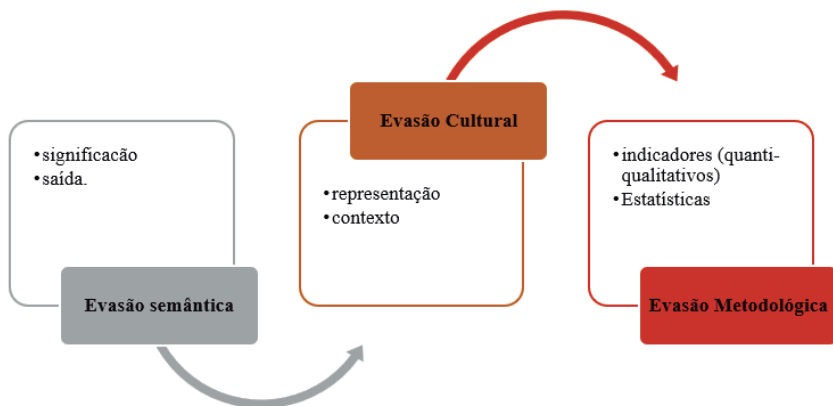 •significacão
•saída.
Evasão semântica
Evasão Cultural
•representação
•contexto
•indicadores (quanti-
qualitativos)
•Estatísticas
Evasão Metodológica